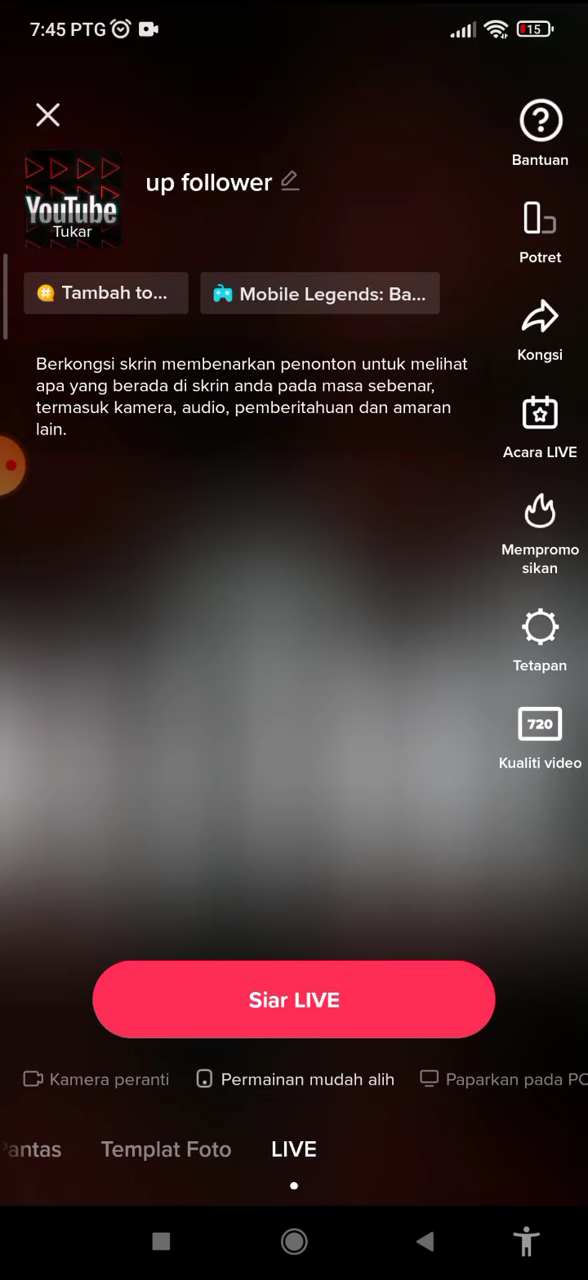 7:45 PTG
15
Bantuan
YouTube
Tukar
up follower
Potret
Tambah to...
Mobile Legends: Ba...
Kongsi
Berkongsi skrin membenarkan penonton untuk melihat
apa yang berada di skrin anda pada masa sebenar,
termasuk kamera, audio, pemberitahuan dan amaran
lain.
Acara LIVE
Mempromo
sikan
Tetapan
720
Kualiti video
Siar LIVE
Kamera peranti
Permainan mudah alih
Paparkan pada PC
antas
Templat Foto
LIVE